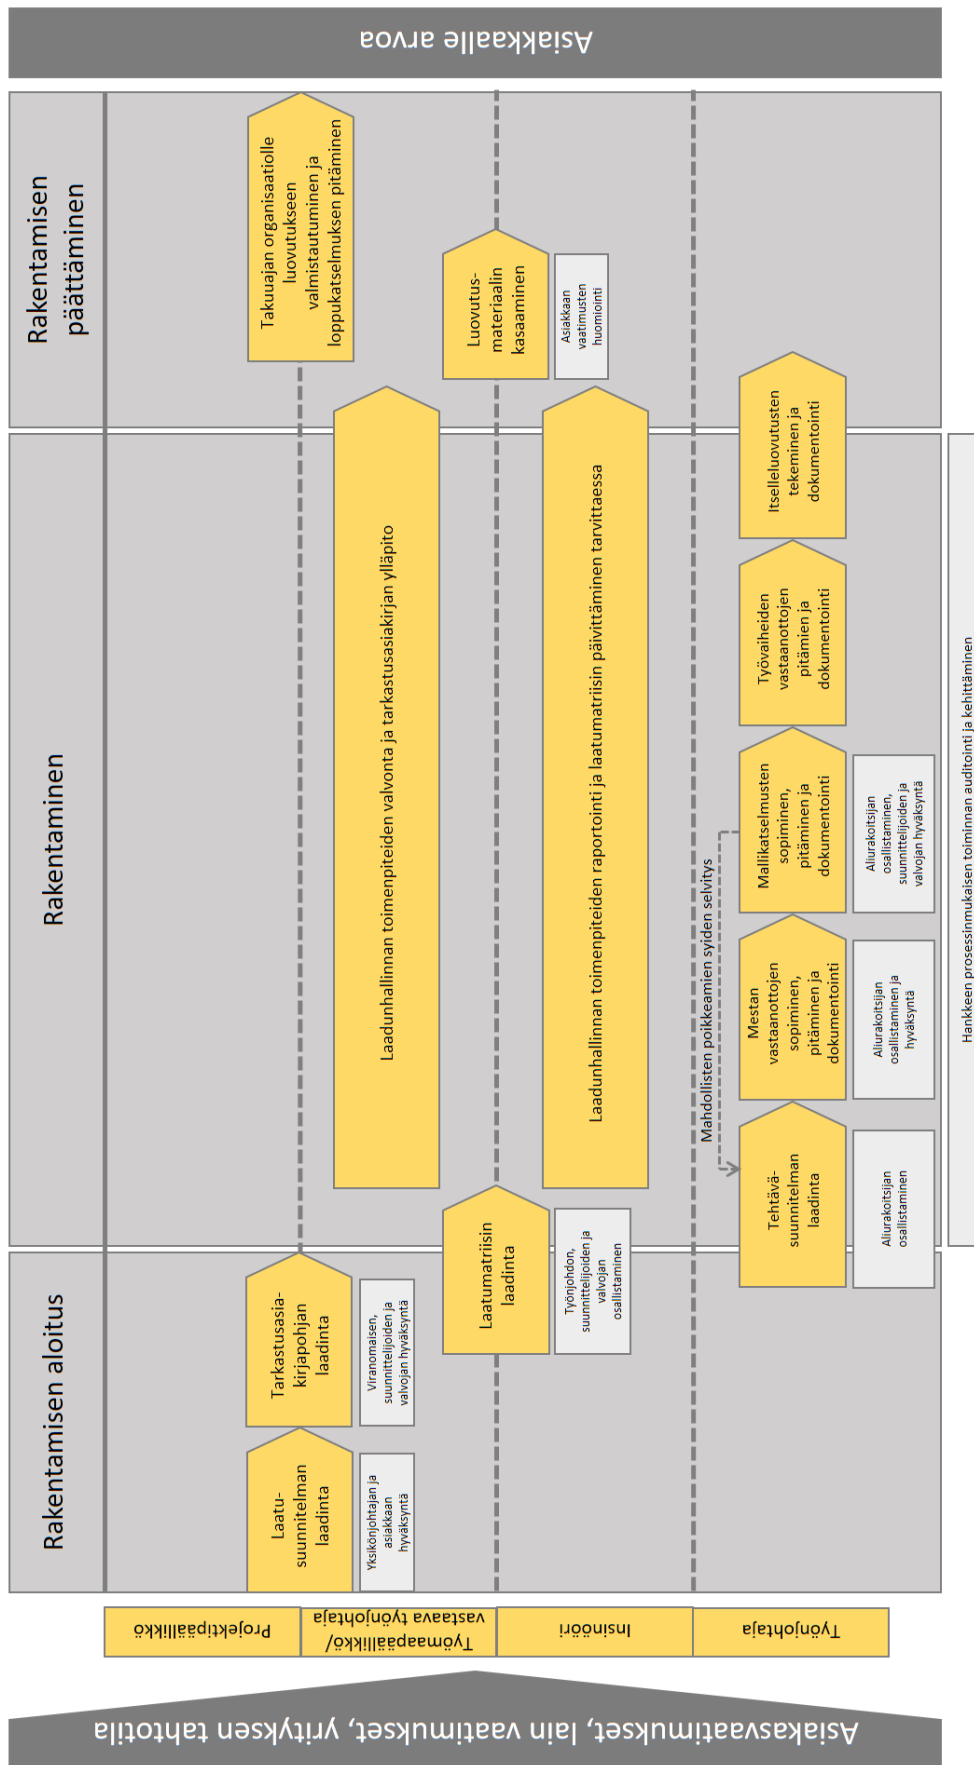 Asiakasvaatimukset, lain vaatimukset, yrityksen tahtotila
Projektipäällikkö
Työmaapäällikkö/
vastaava työnjohtaja
Insinööri
Työnjohtaja
Rakentamisen aloitus
Rakentaminen
Rakentamisen
päättäminen
Laatu-
suunnitelman
laadinta
Yksikönjohtajan ja
asiakkaan
hyväksyntä
Tarkastusasia-
kirjapohjan
laadinta
Viranomaisen,
suunnittelijoiden ja
valvojan hyväksyntä
Takuuajan organisaatiolle
luovutukseen
valmistautuminen ja
loppukatselmuksen pitäminen
Laadunhallinnan toimenpiteiden valvonta ja tarkastusasiakirjan ylläpito
Laatumatriisin
laadinta
Työnjohdon,
suunnittelijoiden ja
valvojan
osallistaminen
Luovutus-
materiaalin
kasaaminen
Asiakkaan
vaatimusten
huomiointi
Laadunhallinnan toimenpiteiden raportointi ja laatumatriisin päivittäminen tarvittaessa
Mahdollisten poikkeamien syiden selvitys
Tehtävä-
suunnitelman
laadinta
Aliurakoitsijan
osallistaminen
Mestan
vastaanottojen
sopiminen,
pitäminen ja
dokumentointi
Aliurakoitsijan
osallistaminen ja
hyväksyntä
Mallikatselmusten
sopiminen,
pitäminen ja
dokumentointi
Aliurakoitsijan
osallistaminen,
suunnittelijoiden ja
valvojan hyväksyntä
Työvaiheiden
vastaanottojen
pitämien ja
dokumentointi
Itselleluovutusten
tekeminen ja
dokumentointi
Hankkeen prosessinmukaisen toiminnan auditointi ja kehittäminen
Asiakkaalle arvoa